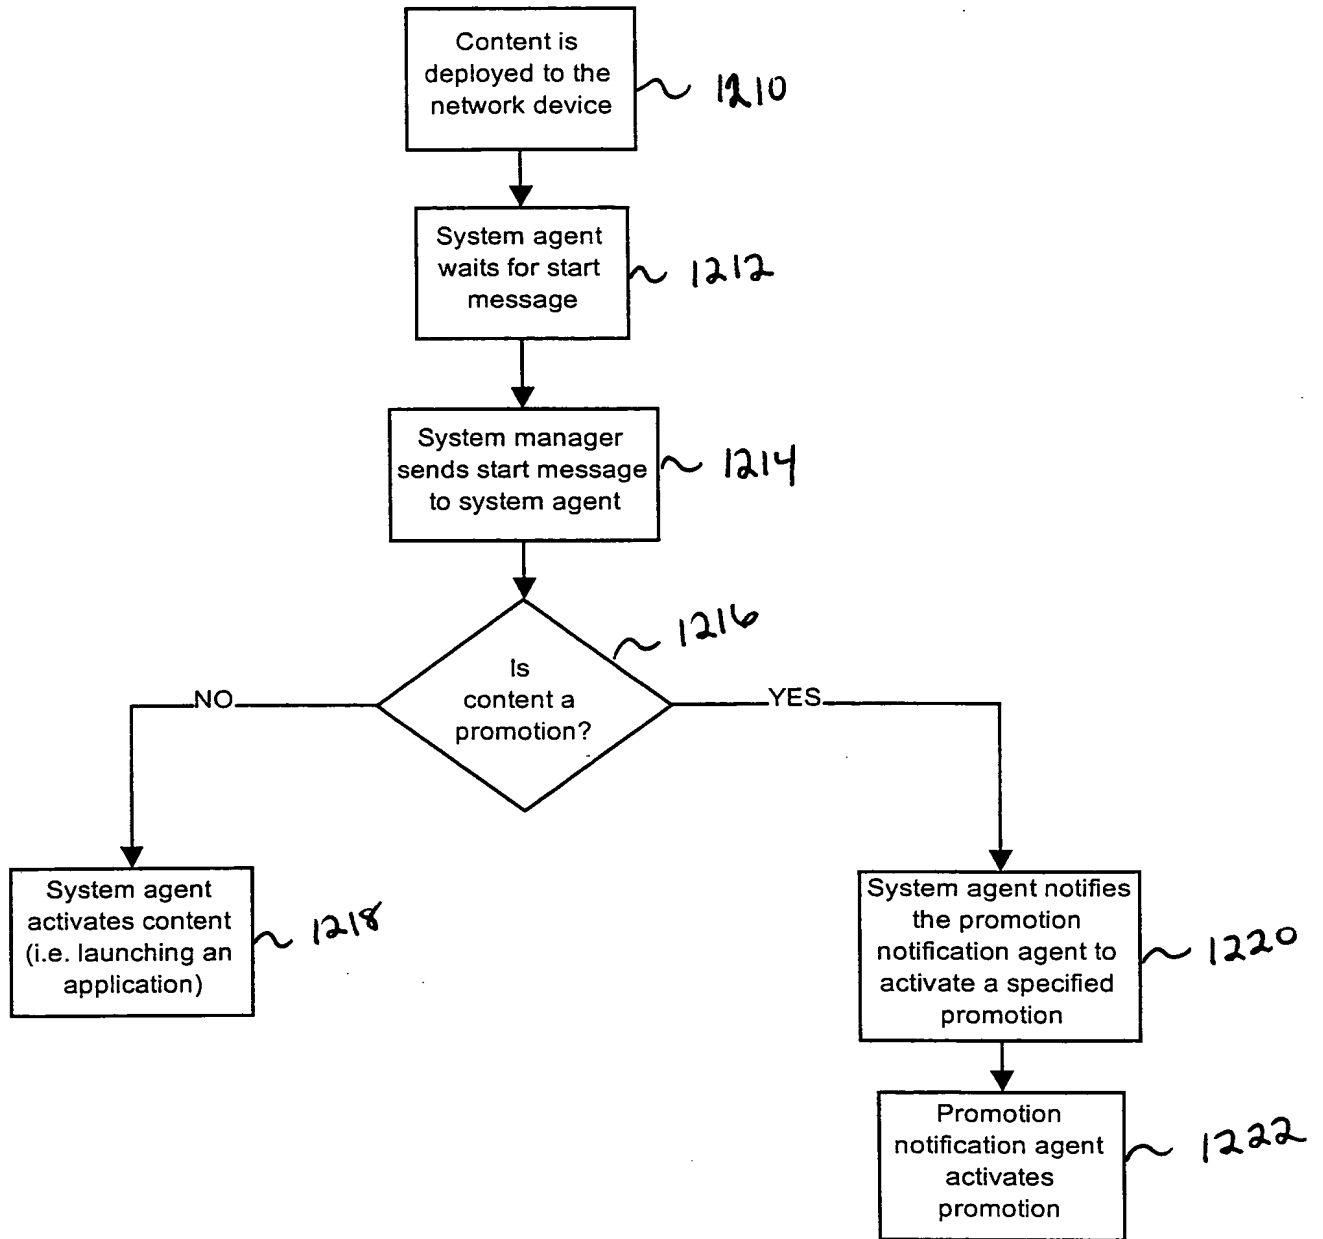 Content is
deployed to the
network device
1210
System agent
waits for start
message
1212
System manager
sends start message
to system agent
1214
Is
content a
promotion?
1216
NO
YES
System agent
activates content
(i.e. launching an
application)
1218
System agent notifies
the promotion
notification agent to
activate a specified
promotion
1220
Promotion
notification agent
activates
promotion
1222